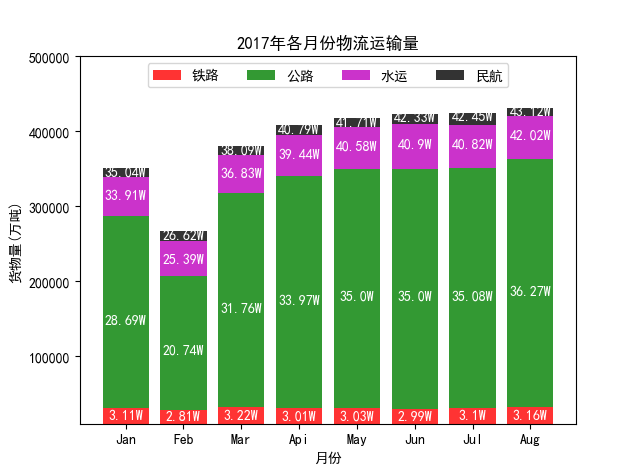 2017年各月份物流运输量
铁路 公路 水运 民航
货物量(万吨)
500000
400000
300000
200000
100000
35.04W 26.62W 38.09W 40.79W 41.71W 42.33W 42.45W 43.12W
33.91W 25.39W 36.83W 39.44W 40.58W 40.9W 40.82W 42.02W
28.69W 20.74W 31.76W 33.97W 35.0W 35.0W 35.08W 36.27W
3.11W 2.81W 3.22W 3.01W 3.03W 2.99W 3.1W 3.16W
Jan Feb Mar Api May Jun Jul Aug
月份